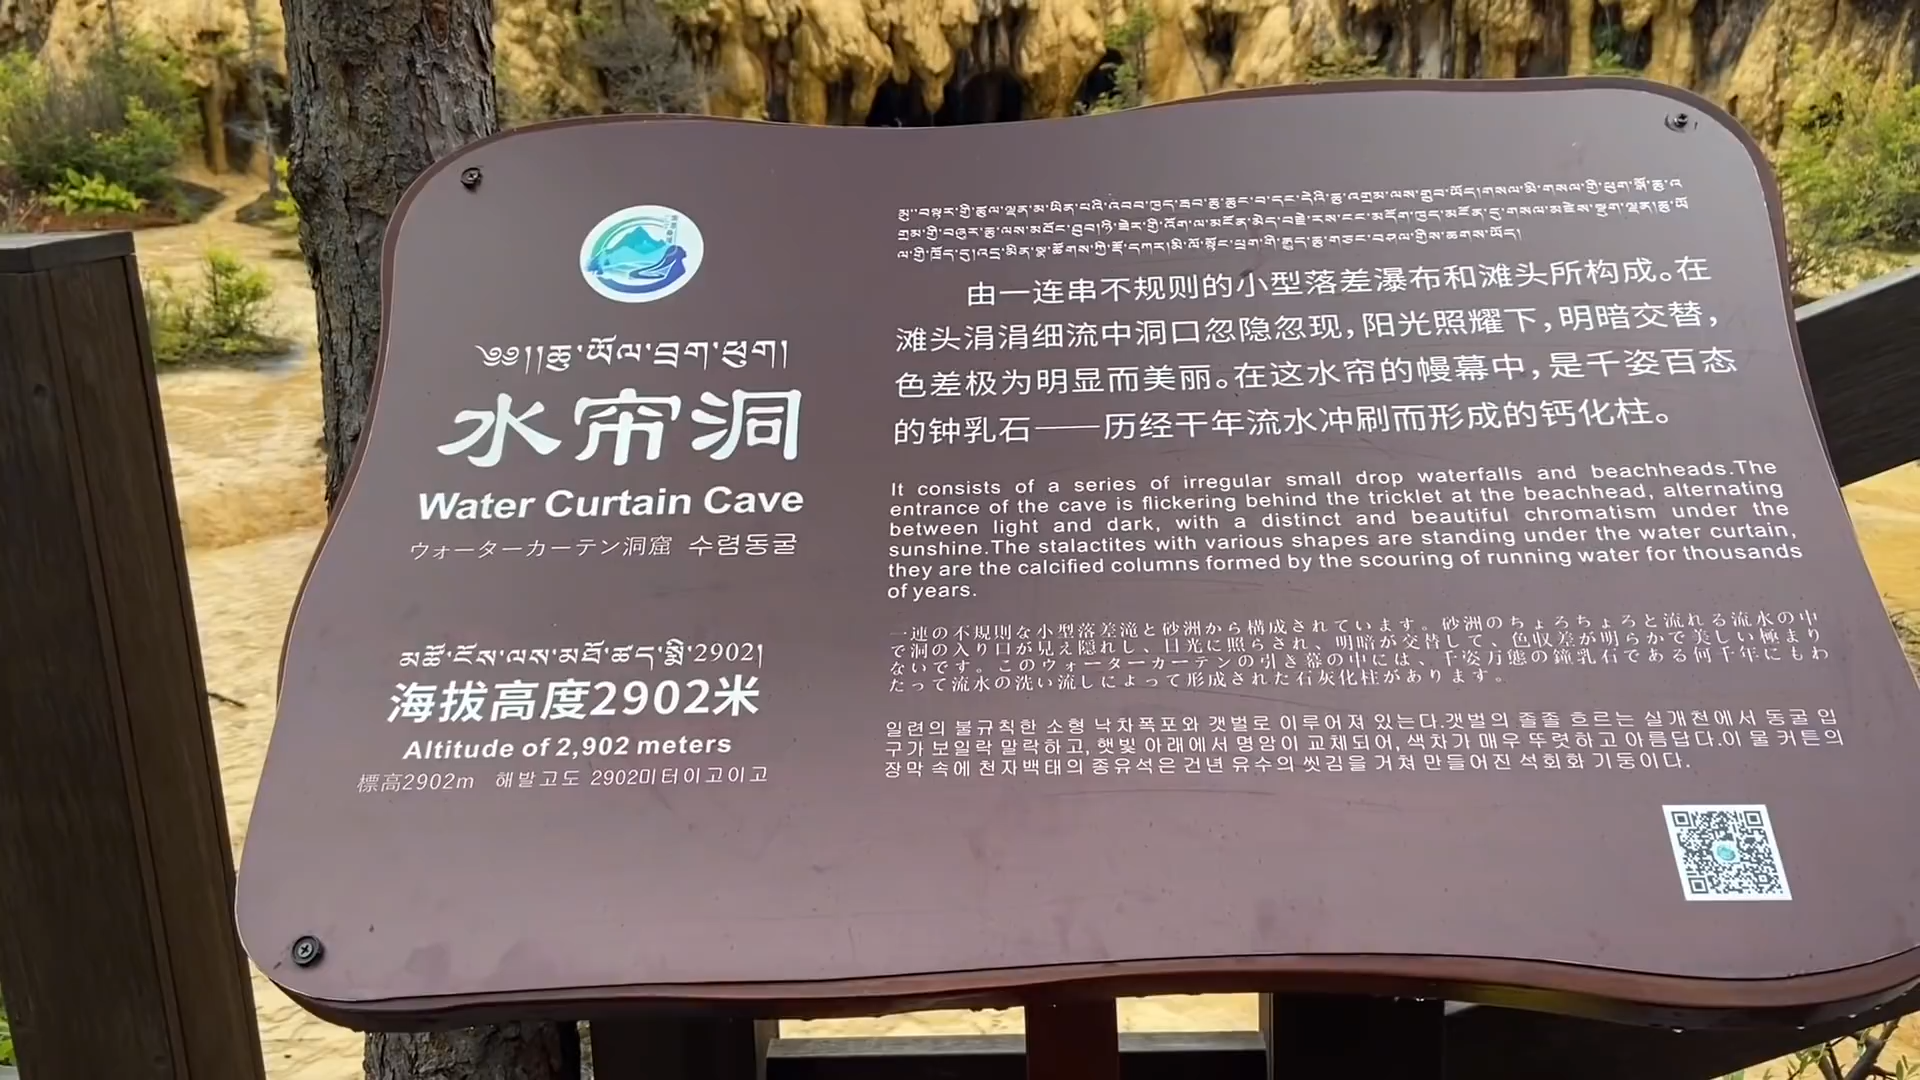 ༄༅།།ཆུ་ཡོལ་བྲག་ཕུག།
水帘洞
Water Curtain Cave
ウォーターカーテン洞窟 수렴동굴
མཚོ་ངོས་ལས་མཐོ་ཚད་སྨི་2902།
海拔高度2902米
Altitude of 2,902 meters
標高2902m 해발고도 2902미터이고이고
由一连串不规则的小型落差瀑布和滩头所构成。在
滩头涓涓细流中洞口忽隐忽现，阳光照耀下，明暗交替，
色差极为明显而美丽。在这水帘的幔幕中，是千姿百态
的钟乳石——历经千年流水冲刷而形成的钙化柱。
It consists of a series of irregular small drop waterfalls and beachheads.The
entrance of the cave is flickering behind the tricklet at the beachhead, alternating
between light and dark, with a distinct and beautiful chromatism under the
sunshine.The stalactites with various shapes are standing under the water curtain,
they are the calcified columns formed by the scouring of running water for thousands
of years.
一連の不規則な小型落差滝と砂洲から構成されています。砂洲のちょろちょろと流れる流水の中
で洞の入り口が見え隠れし、日光に照らされ、明暗が交替して、色収差が明らかで美しい極まり
ないです。このウォーターカーテンの引き幕の中には、千姿万態の鐘乳石である何千年にもわ
たって流水の洗い流しによって形成された石灰化柱があります。
일련의 불규칙한 소형 낙차폭포와 갯벌로 이루어져 있는다.갯벌의 졸졸 흐르는 실개천에서 동굴 입
구가 보일락 말락하고, 햇빛 아래에서 명암이 교체되어, 색차가 매우 뚜렷하고 아름답다.이 물 커튼의
장막 속에 천자백태의 종유석은 건년 유수의 씻김을 거쳐 만들어진 석회화 기둥이다.